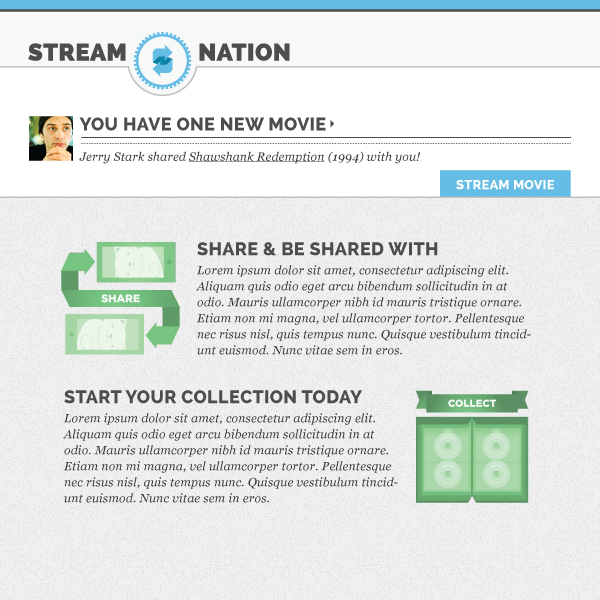 STREAM NATION
YOU HAVE ONE NEW MOVIE
Jerry Stark shared Shawshank Redemption (1994) with you!
STREAM MOVIE
SHARE & BE SHARED WITH
Lorem ipsum dolor sit amet, consectetur adipiscing elit.
Aliquam quis odio eget arcu bibendum sollicitudin in at
odio. Mauris ullamcorper nibh id mauris tristique ornare.
Etiam non mi magna, vel ullamcorper tortor. Pellentesque
nec risus nisl, quis tempus nunc. Quisque vestibulum tincid-
unt euismod. Nunc vitae sem in eros.
SHARE
START YOUR COLLECTION TODAY
Lorem ipsum dolor sit amet, consectetur adipiscing elit.
Aliquam quis odio eget arcu bibendum sollicitudin in at
odio. Mauris ullamcorper nibh id mauris tristique ornare.
Etiam non mi magna, vel ullamcorper tortor. Pellentesque
nec risus nisl, quis tempus nunc. Quisque vestibulum tincid-
unt euismod. Nunc vitae sem in eros.
COLLECT